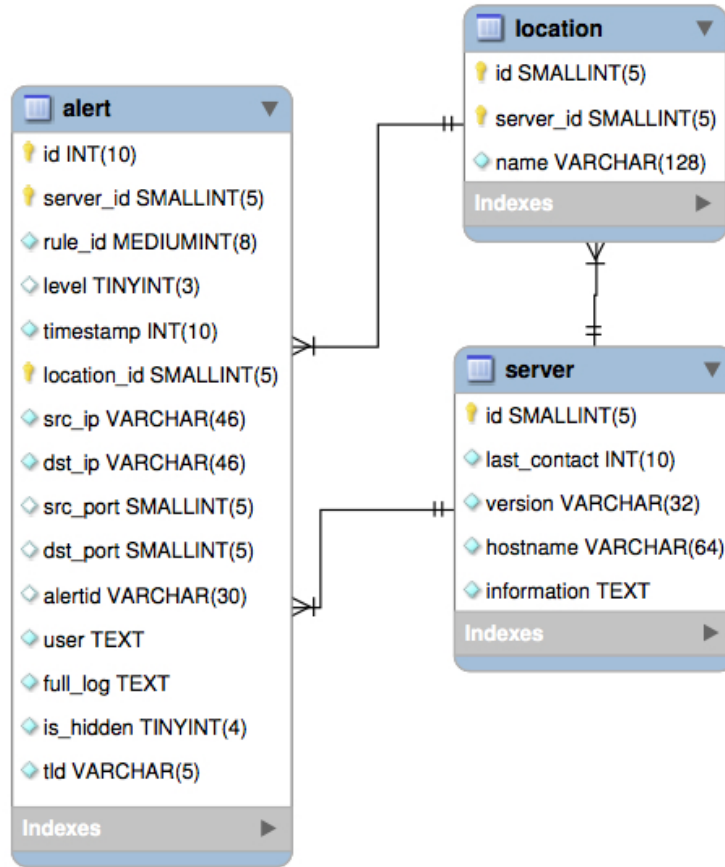 alert
id INT(10)
server_id SMALLINT(5)
rule_id MEDIUMINT(8)
level TINYINT(3)
timestamp INT(10)
location_id SMALLINT(5)
src_ip VARCHAR(46)
dst_ip VARCHAR(46)
src_port SMALLINT(5)
dst_port SMALLINT(5)
alertid VARCHAR(30)
user TEXT
full_log TEXT
is_hidden TINYINT(4)
tld VARCHAR(5)
Indexes
location
id SMALLINT(5)
server_id SMALLINT(5)
name VARCHAR(128)
Indexes
server
id SMALLINT(5)
last_contact INT(10)
version VARCHAR(32)
hostname VARCHAR(64)
information TEXT
Indexes